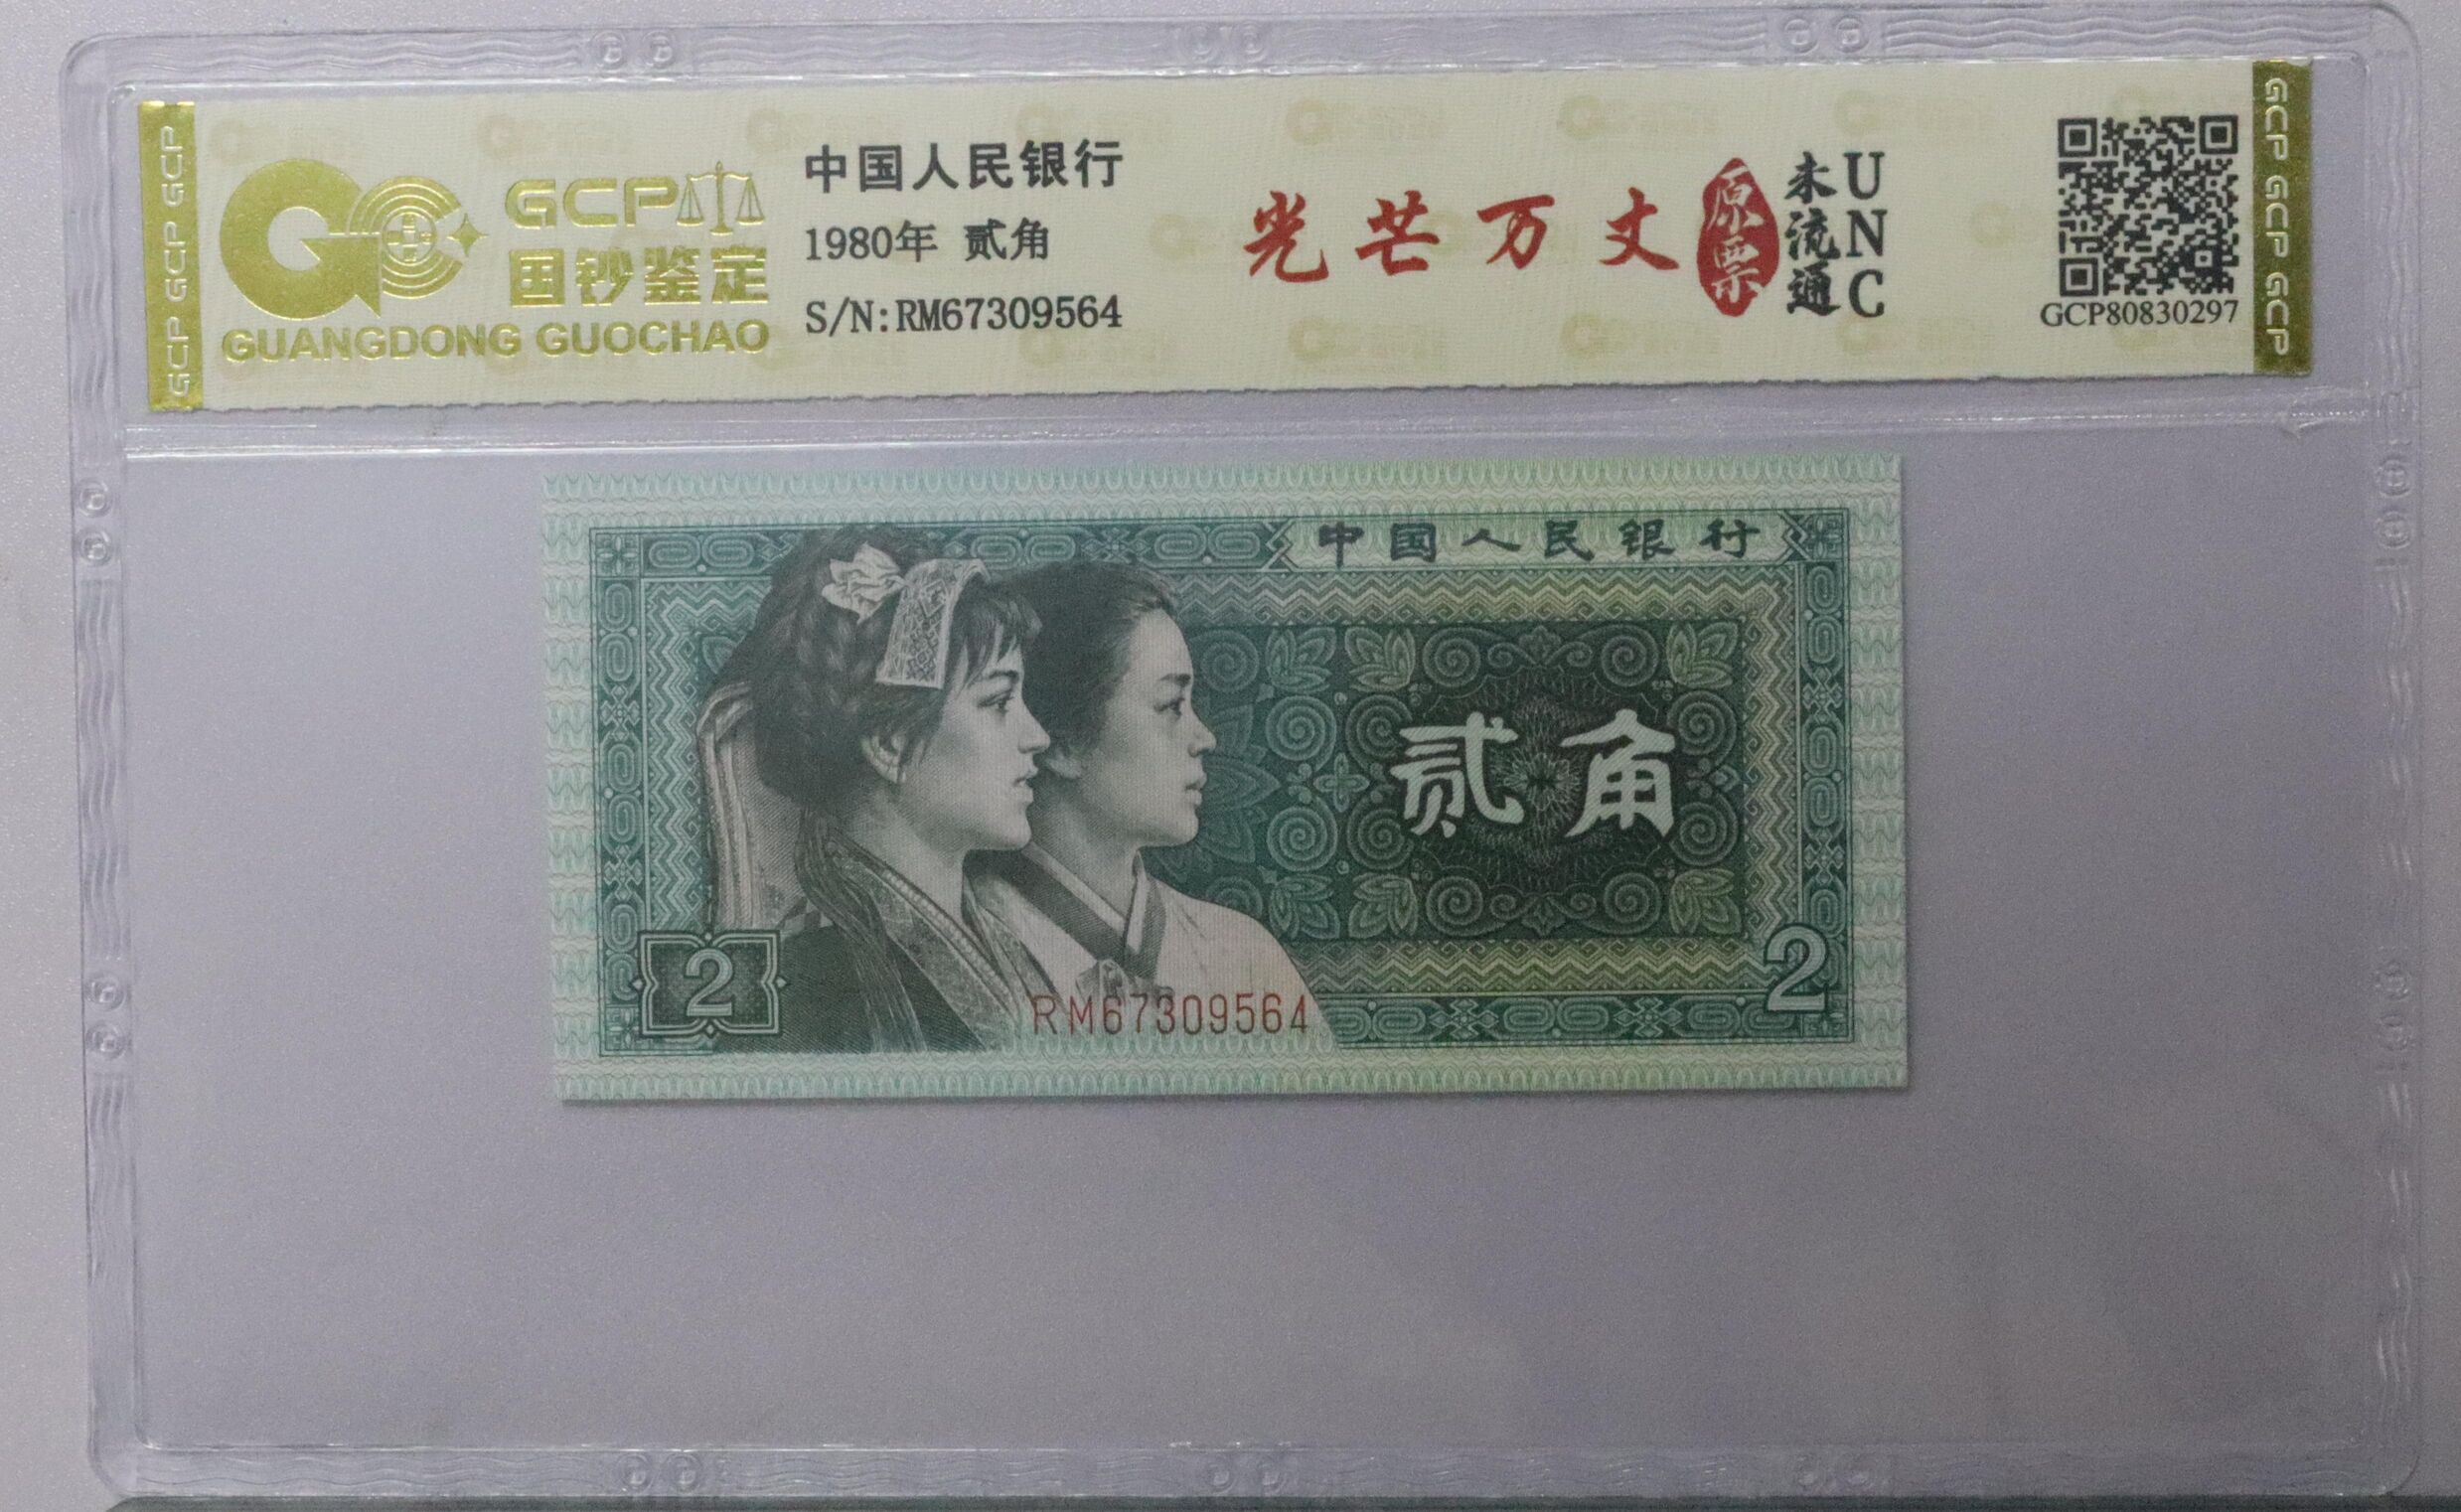 GCP GCP GCP
GCP
国钞鉴定
GUANGDONG GUOCHAO
中国人民银行
1980年 贰角
S/N:RM67309564
光芒万丈
原票
未流通
UNC
GCP80830297
GCP GCP GCP
中国人民银行
贰角
2
2
RM67309564